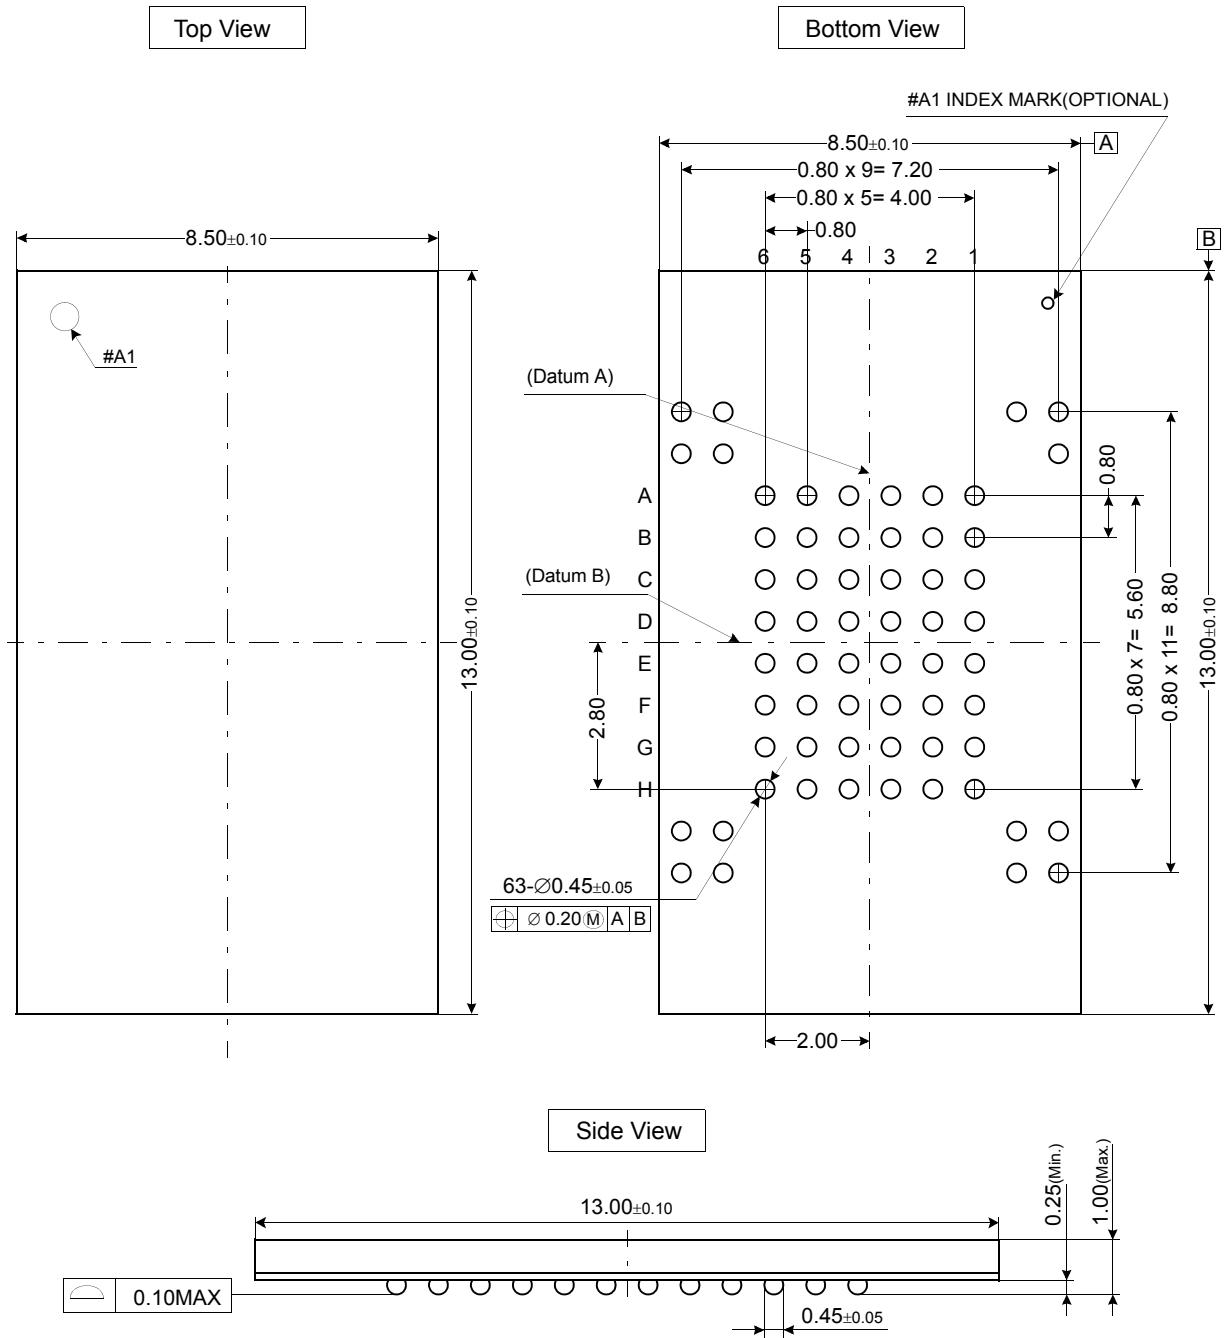 Top View
Bottom View
#A1 INDEX MARK(OPTIONAL)
8.50±0.10
A
0.80 x 9= 7.20
0.80 x 5= 4.00
0.80
8.50±0.10
B
6 5 4 3 2 1
#A1
(Datum A)
0.80
A
B
(Datum B)
C
D
E
F
G
H
13.00±0.10
2.80
0.80 x 7= 5.60
0.80 x 11= 8.80
13.00±0.10
63-∅0.45±0.05
⌖ ∅ 0.20 Ⓜ A B
2.00
Side View
13.00±0.10
0.25(Min.)
1.00(Max.)
0.10MAX
0.45±0.05